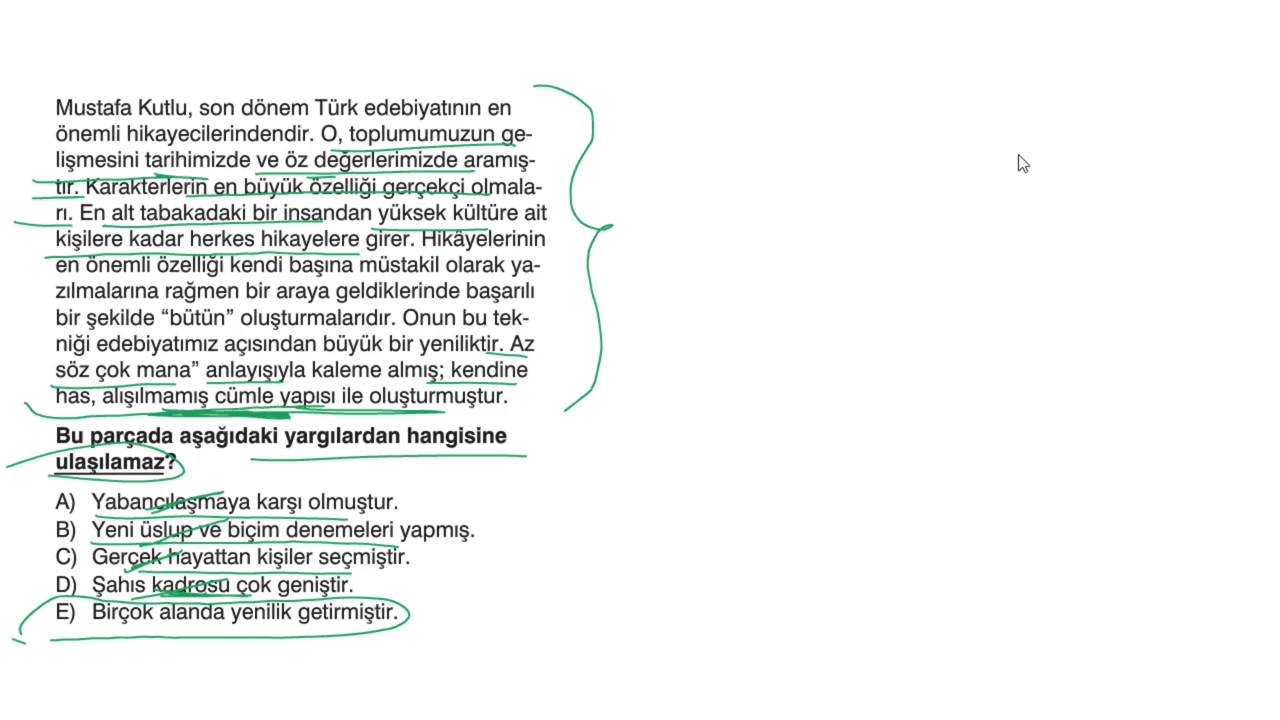 Mustafa Kutlu, son dönem Türk edebiyatının en
önemli hikayecilerindendir. O, toplumumuzun ge-
lişmesini tarihimizde ve öz değerlerimizde aramış-
tır. Karakterlerin en büyük özelliği gerçekçi olmala-
rı. En alt tabakadaki bir insandan yüksek kültüre ait
kişilere kadar herkes hikayelere girer. Hikâyelerinin
en önemli özelliği kendi başına müstakil olarak ya-
zılmalarına rağmen bir araya geldiklerinde başarılı
bir şekilde “bütün” oluşturmalarıdır. Onun bu tek-
niği edebiyatımız açısından büyük bir yeniliktir. Az
söz çok mana” anlayışıyla kaleme almış; kendine
has, alışılmamış cümle yapısı ile oluşturmuştur.
Bu parçada aşağıdaki yargılardan hangisine
ulaşılamaz?
A) Yabancılaşmaya karşı olmuştur.
B) Yeni üslup ve biçim denemeleri yapmış.
C) Gerçek hayattan kişiler seçmiştir.
D) Şahıs kadrosu çok geniştir.
E) Birçok alanda yenilik getirmiştir.